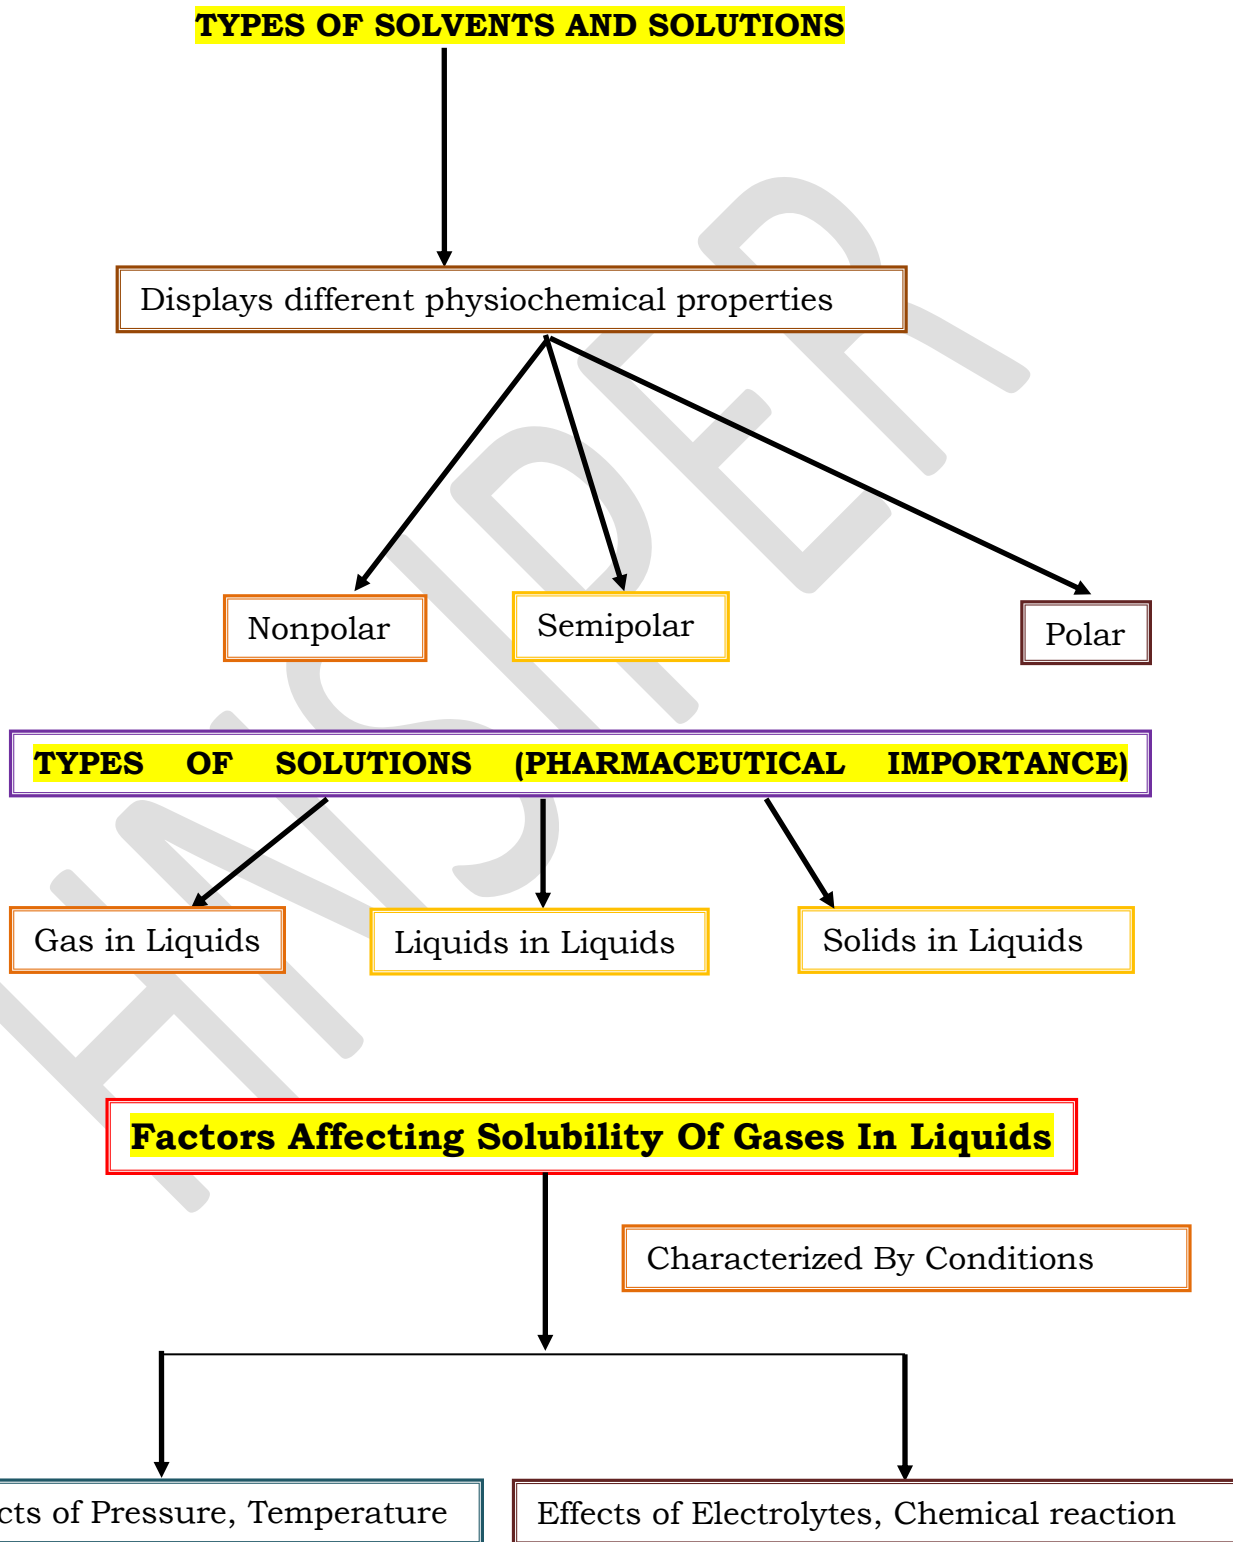 TYPES OF SOLVENTS AND SOLUTIONS
Displays different physiochemical properties
Nonpolar
Semipolar
Polar
TYPES OF SOLUTIONS (PHARMACEUTICAL IMPORTANCE)
Gas in Liquids
Liquids in Liquids
Solids in Liquids
Factors Affecting Solubility Of Gases In Liquids
Characterized By Conditions
cts of Pressure, Temperature
Effects of Electrolytes, Chemical reaction
HNSIPER